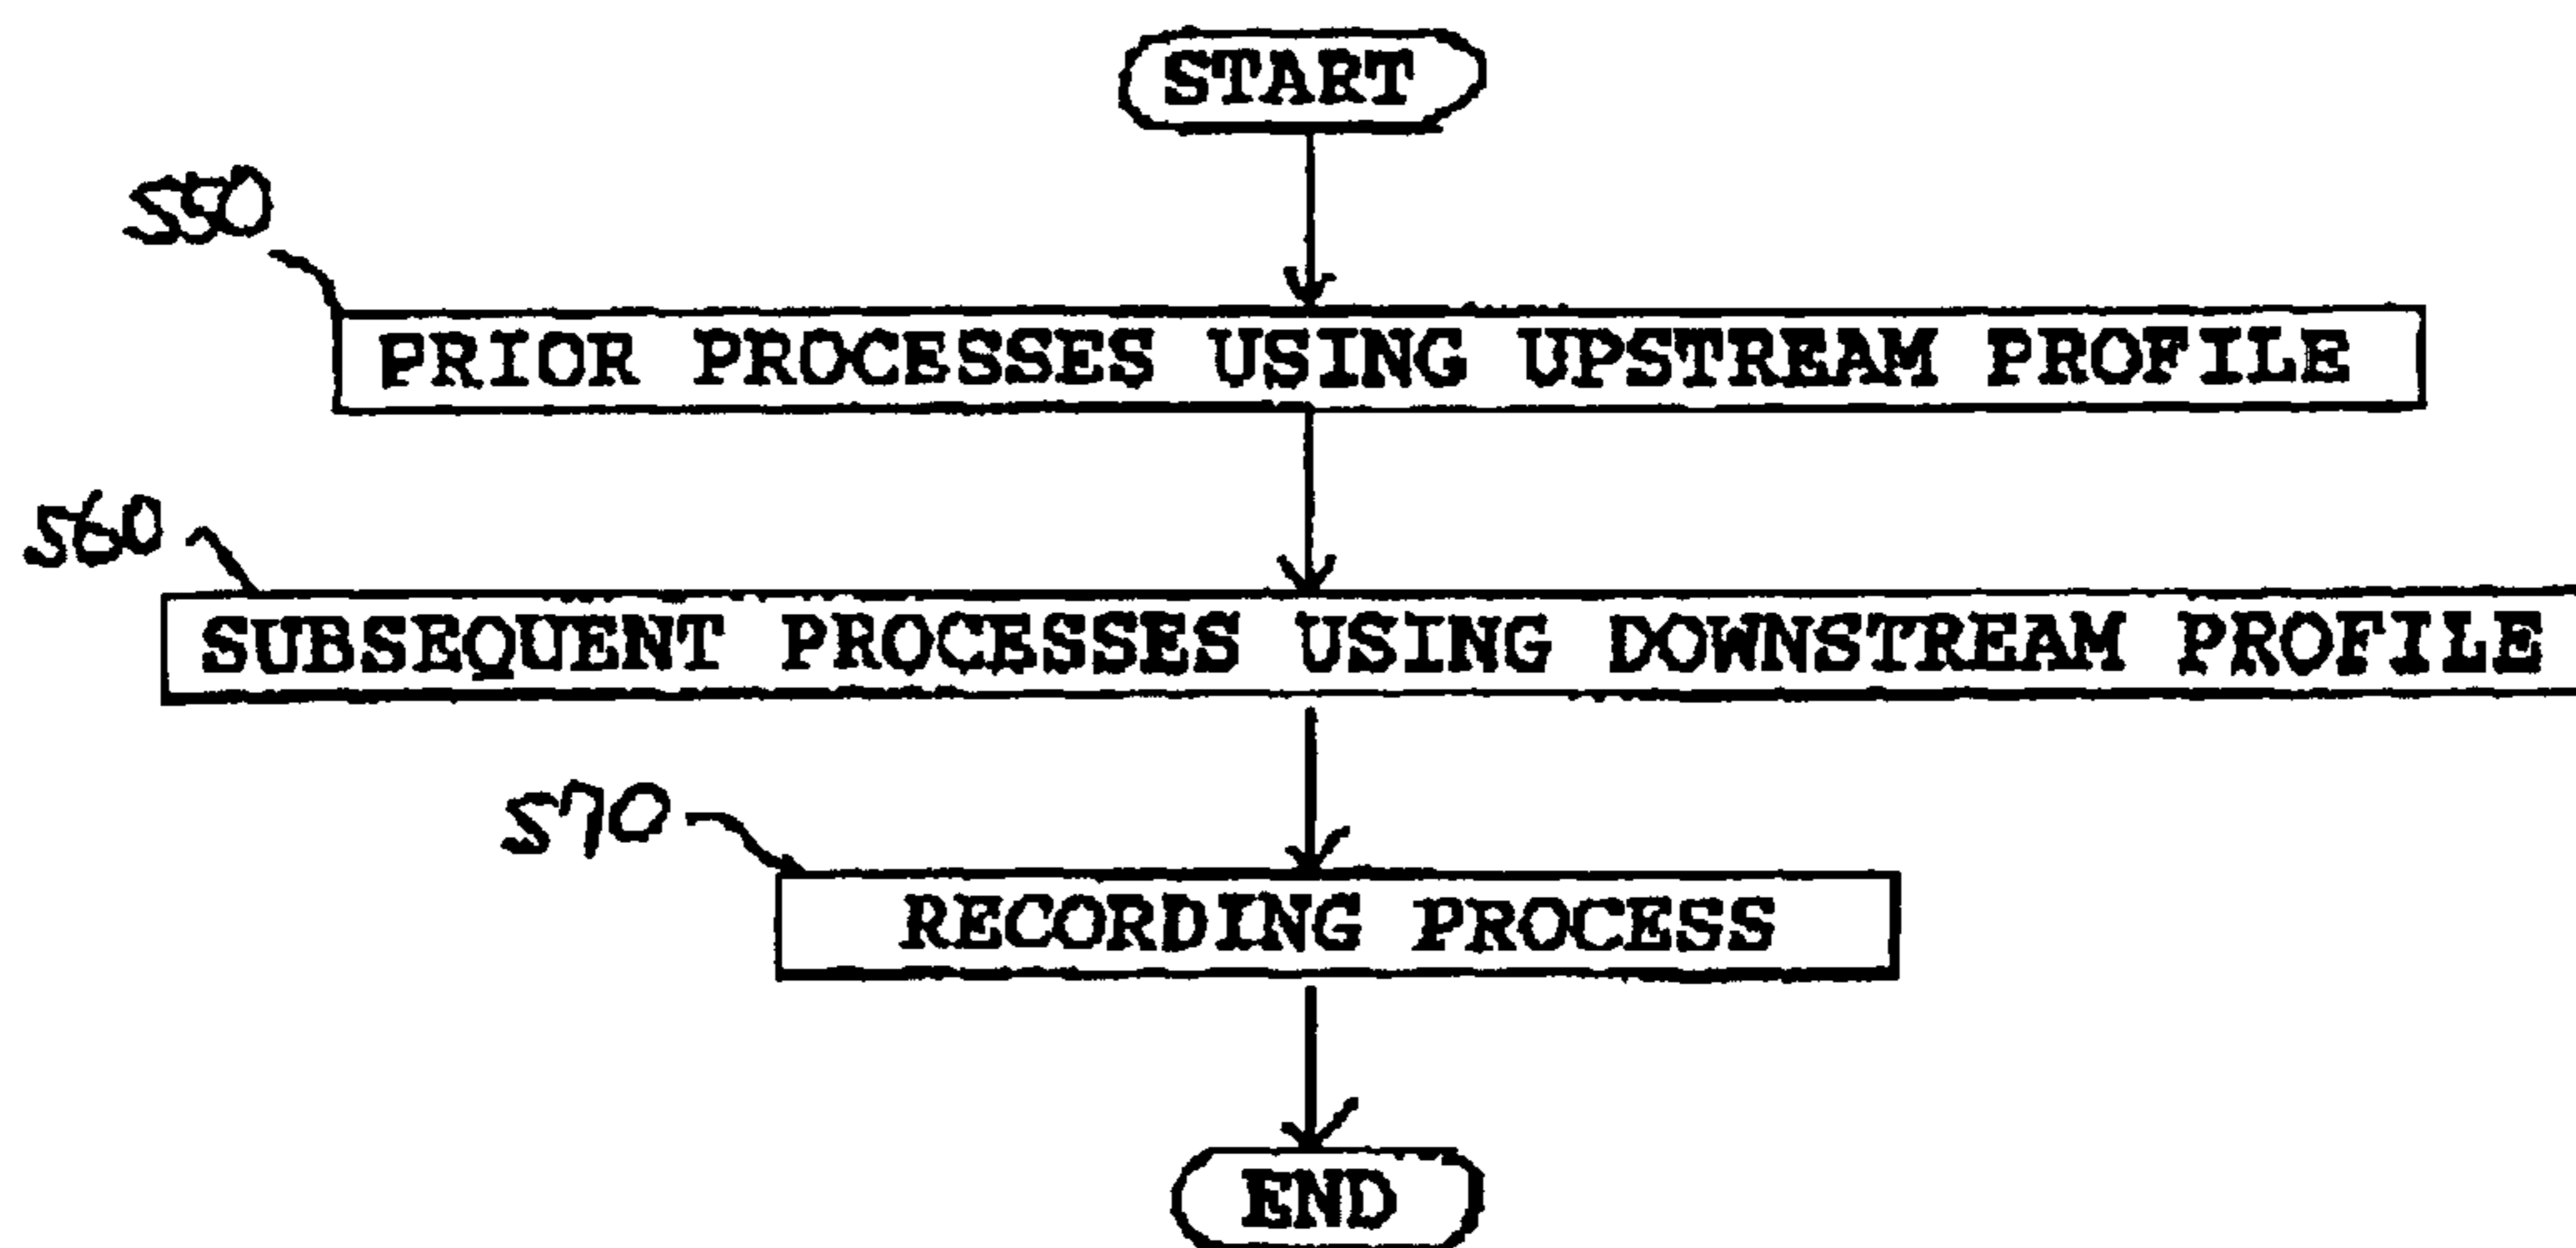 START
S50
PRIOR PROCESSES USING UPSTREAM PROFILE
S60
SUBSEQUENT PROCESSES USING DOWNSTREAM PROFILE
S70
RECORDING PROCESS
END